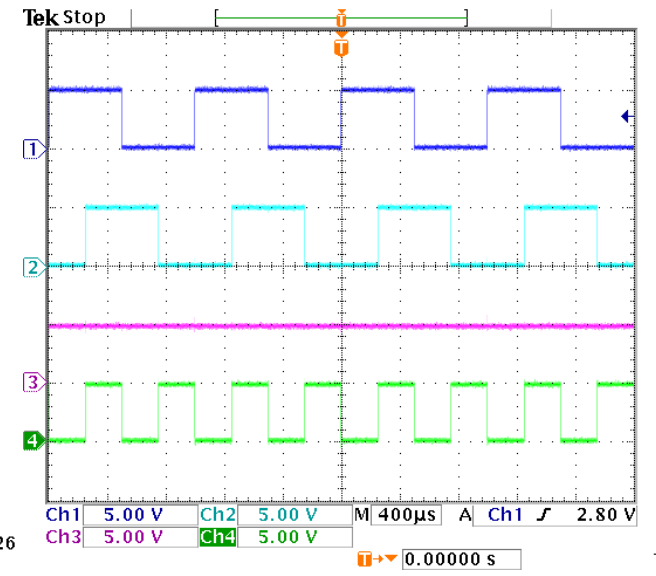 Tek Stop
T
T
1
2
3
4
Ch1 5.00 V Ch2 5.00 V M 400µs A Ch1 2.80 V
Ch3 5.00 V Ch4 5.00 V
26
T 0.00000 s